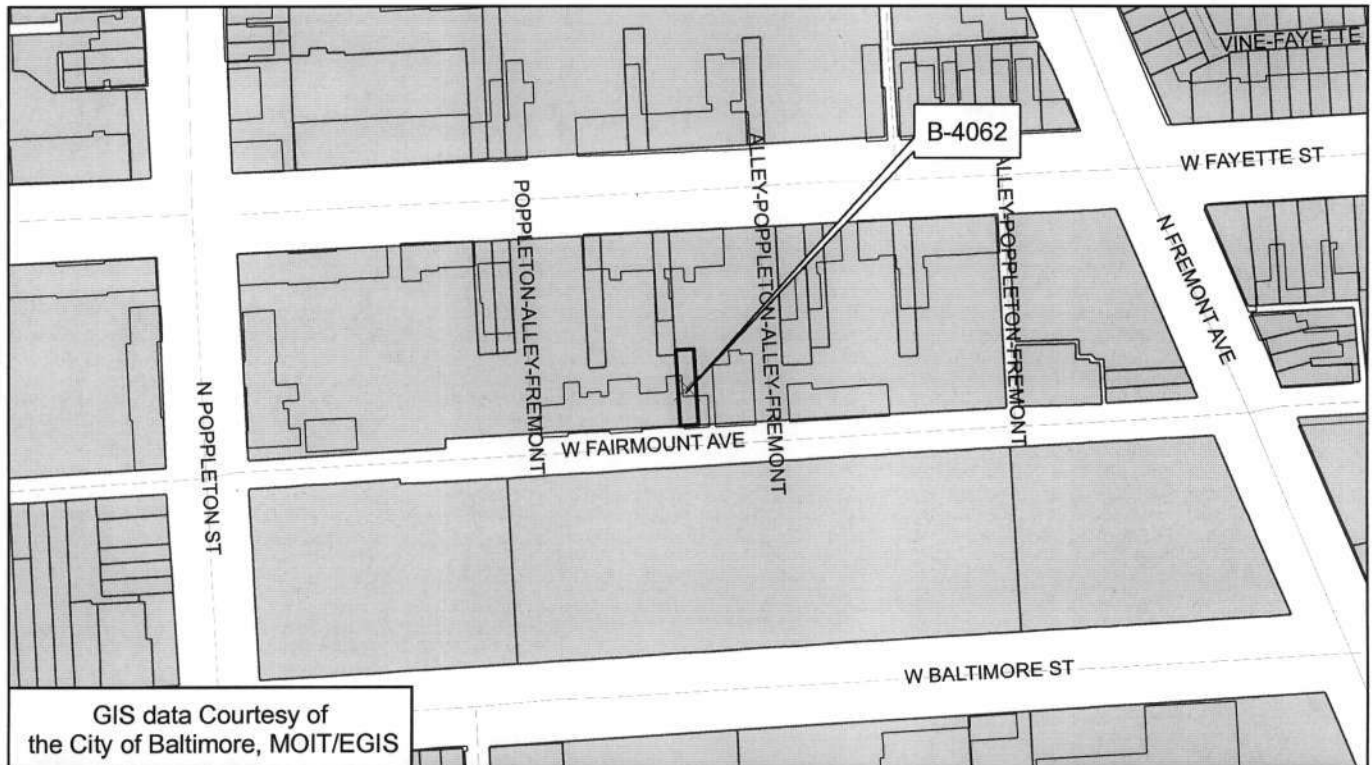 VINE-FAYETTE
B-4062
W FAYETTE ST
POPPLETON-ALLEY-FREMONT
ALLEY-POPPLETON-ALLEY-FREMONT
ALLEY-POPPLETON-FREMONT
N FREMONT AVE
N POPPLETON ST
W FAIRMOUNT AVE
W BALTIMORE ST
GIS data Courtesy of
the City of Baltimore, MOIT/EGIS